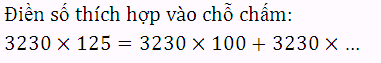 Điền số thích hợp vào chỗ chấm:
3230 × 125 = 3230 × 100 + 3230 × ...